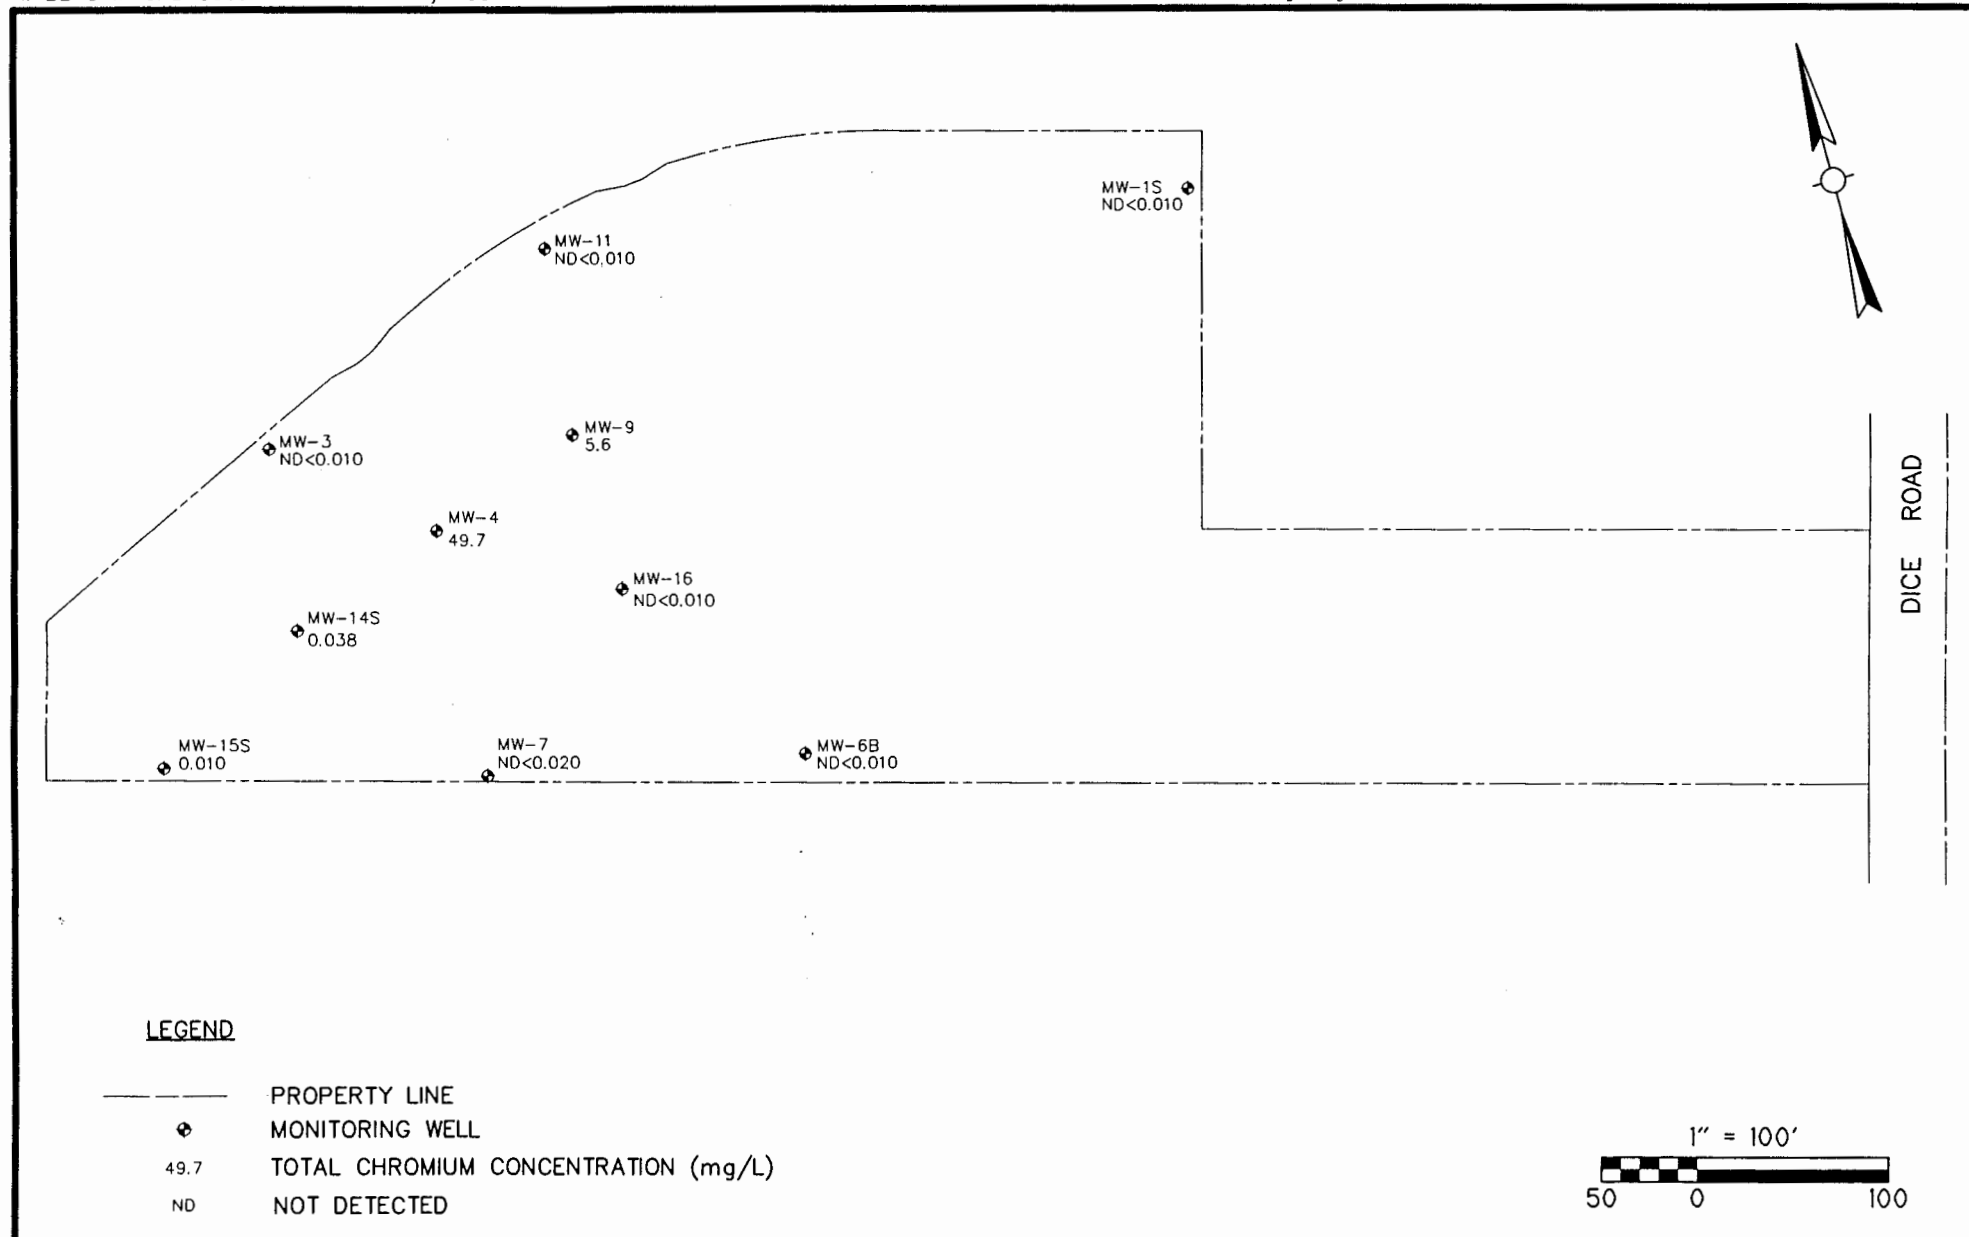 MW-1S
ND<0.010
MW-11
ND<0.010
MW-9
5.6
MW-3
ND<0.010
MW-4
49.7
MW-16
ND<0.010
MW-14S
0.038
MW-15S
0.010
MW-7
ND<0.020
MW-6B
ND<0.010
DICE ROAD
LEGEND
PROPERTY LINE
MONITORING WELL
49.7 TOTAL CHROMIUM CONCENTRATION (mg/L)
ND NOT DETECTED
1" = 100'
50 0 100